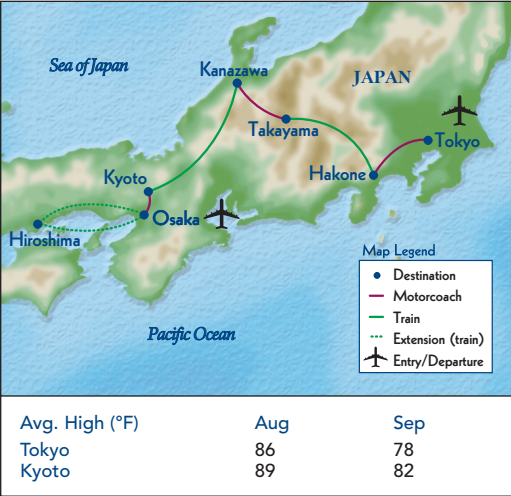 Sea of Japan
Kanazawa
JAPAN
Takayama
Tokyo
Hakone
Kyoto
Osaka
Hiroshima
Pacific Ocean
Map Legend
Destination
Motorcoach
Train
Extension (train)
Entry/Departure
Avg. High (°F) Aug Sep
Tokyo 86 78
Kyoto 89 82